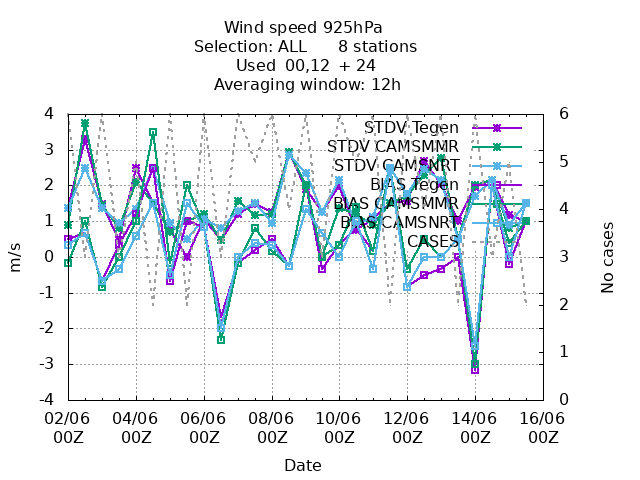 Wind speed 925hPa
Selection: ALL 8 stations
Used 00,12 + 24
Averaging window: 12h
4
3
2
1
0
-1
-2
-3
-4
m/s
6
5
4
3
2
1
0
No cases
STDV Tegen
STDV CAMSMMR
STDV CAMSNRT
BIAS Tegen
BIAS CAMSMMR
BIAS CAMSNRT
CASES
02/06 04/06 06/06 08/06 10/06 12/06 14/06 16/06
00Z 00Z 00Z 00Z 00Z 00Z 00Z 00Z
Date